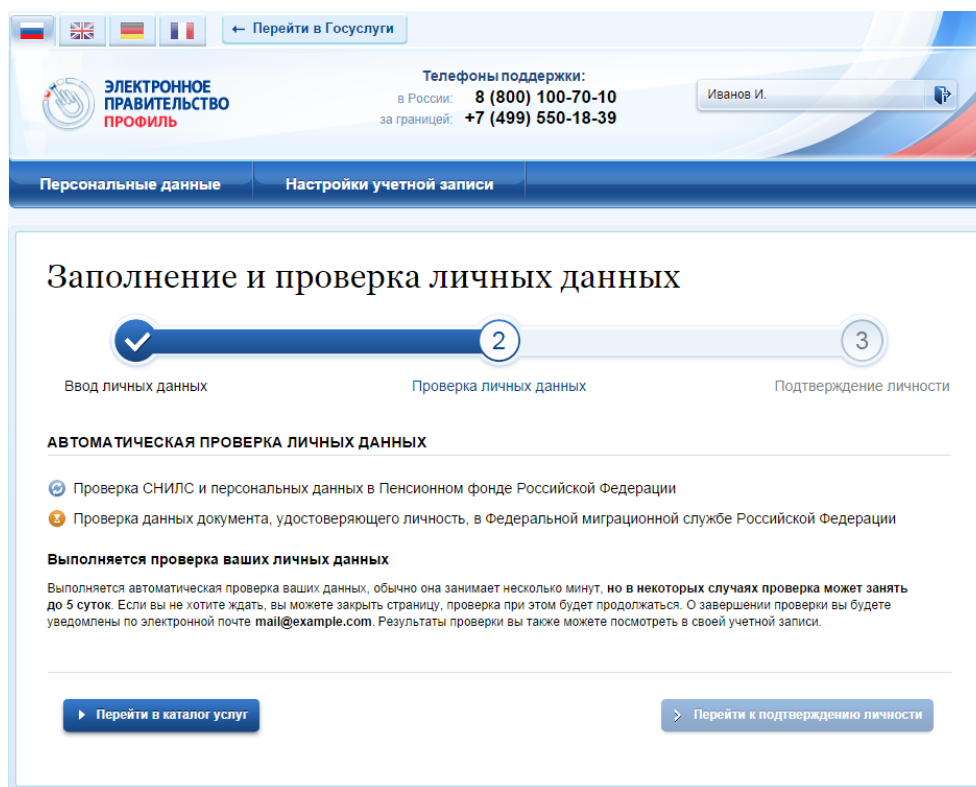 ← Перейти в Госуслуги
ЭЛЕКТРОННОЕ
ПРАВИТЕЛЬСТВО
ПРОФИЛЬ
Телефоны поддержки:
в России: 8 (800) 100-70-10
за границей: +7 (499) 550-18-39
Иванов И.
Персональные данные Настройки учетной записи
Заполнение и проверка личных данных
2 3
Ввод личных данных Проверка личных данных Подтверждение личности
АВТОМАТИЧЕСКАЯ ПРОВЕРКА ЛИЧНЫХ ДАННЫХ
Проверка СНИЛС и персональных данных в Пенсионном фонде Российской Федерации
Проверка данных документа, удостоверяющего личность, в Федеральной миграционной службе Российской Федерации
Выполняется проверка ваших личных данных
Выполняется автоматическая проверка ваших данных, обычно она занимает несколько минут, но в некоторых случаях проверка может занять
до 5 суток. Если вы не хотите ждать, вы можете закрыть страницу, проверка при этом будет продолжаться. О завершении проверки вы будете
уведомлены по электронной почте mail@example.com. Результаты проверки вы также можете посмотреть в своей учетной записи.
Перейти в каталог услуг Перейти к подтверждению личности